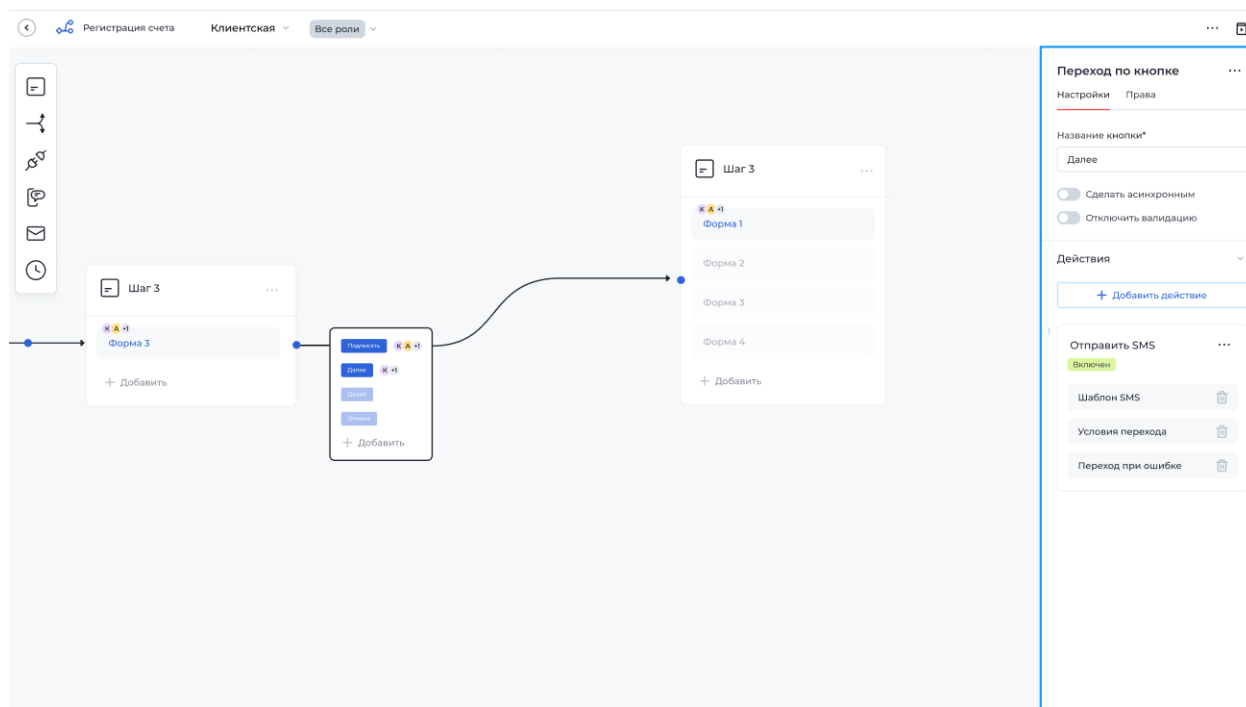 Регистрация счета Клиентская Все роли
Переход по кнопке
Настройки Права
Название кнопки*
Далее
Сделать асинхронным
Отключить валидацию
Действия
+ Добавить действие
1
Отправить SMS
Включен
Шаблон SMS
Условия перехода
Переход при ошибке
Шаг 3
К А +1
Форма 3
+ Добавить
Подписать К А +1
Далее К +1
Далее
Отмена
+ Добавить
Шаг 3
К А +1
Форма 1
Форма 2
Форма 3
Форма 4
+ Добавить